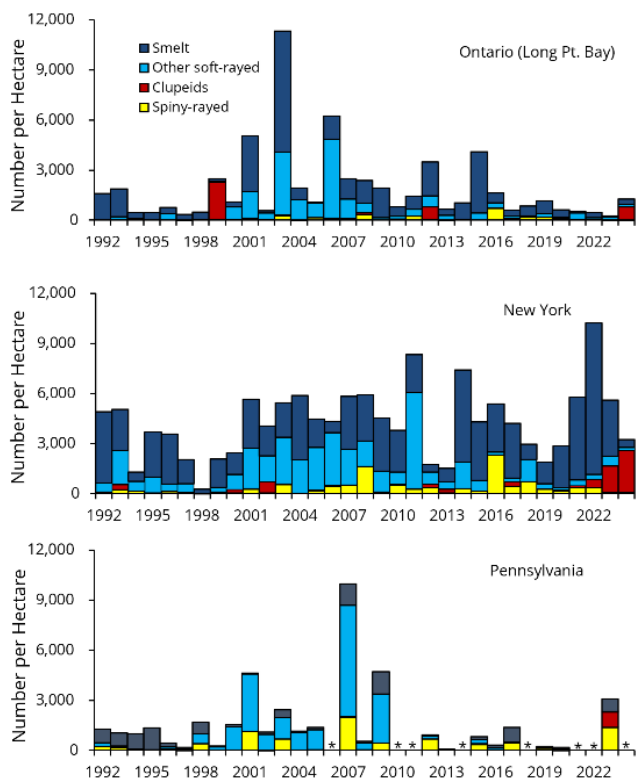 12,000
9,000
6,000
3,000
0
Number per Hectare
Smelt
Other soft-rayed
Clupeids
Spiny-rayed
Ontario (Long Pt. Bay)
1992 1995 1998 2001 2004 2007 2010 2013 2016 2019 2022
12,000
9,000
6,000
3,000
0
Number per Hectare
New York
1992 1995 1998 2001 2004 2007 2010 2013 2016 2019 2022
12,000
9,000
6,000
3,000
0
Number per Hectare
Pennsylvania
* * * * * * * *
1992 1995 1998 2001 2004 2007 2010 2013 2016 2019 2022